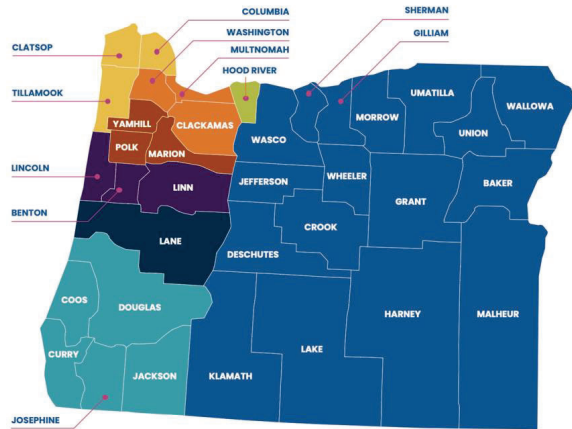 COLUMBIA
SHERMAN
WASHINGTON
GILLIAM
CLATSOP
MULTNOMAH
HOOD RIVER
TILLAMOOK
UMATILLA
WALLOWA
MORROW
YAMHILL
CLACKAMAS
UNION
WASCO
POLK
MARION
LINCOLN
JEFFERSON
WHEELER
BAKER
LINN
GRANT
BENTON
CROOK
LANE
DESCHUTES
COOS
DOUGLAS
HARNEY
MALHEUR
LAKE
CURRY
JACKSON
KLAMATH
JOSEPHINE